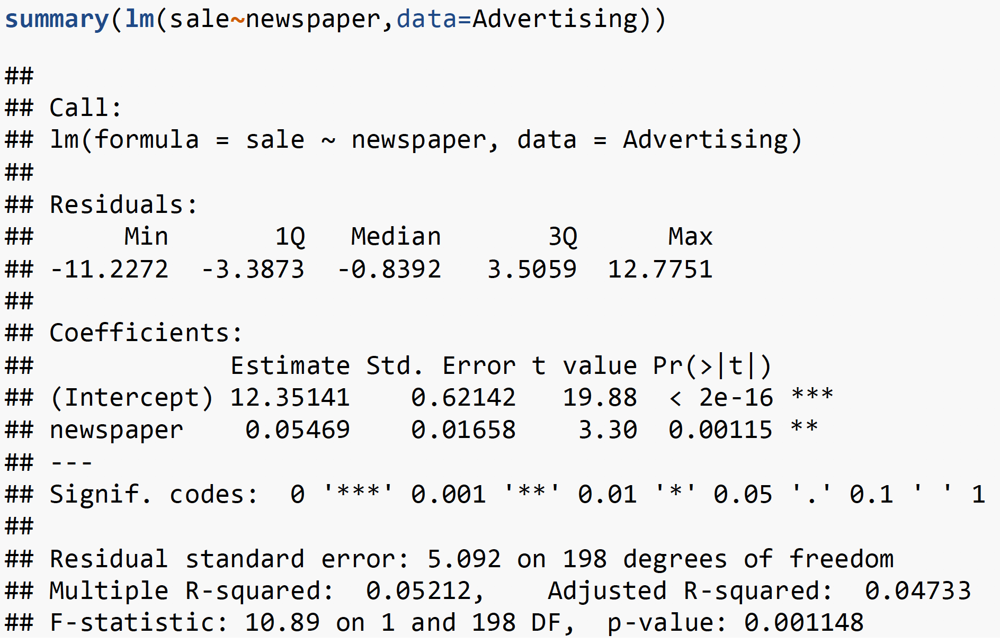 summary(lm(sale~newspaper,data=Advertising))
##
## Call:
## lm(formula = sale ~ newspaper, data = Advertising)
##
## Residuals:
##      Min       1Q   Median       3Q      Max
## -11.2272  -3.3873  -0.8392   3.5059  12.7751
##
## Coefficients:
##             Estimate Std. Error t value Pr(>|t|)
## (Intercept) 12.35141    0.62142   19.88  < 2e-16 ***
## newspaper    0.05469    0.01658    3.30  0.00115 **
## ---
## Signif. codes:  0 '***' 0.001 '**' 0.01 '*' 0.05 '.' 0.1 ' ' 1
##
## Residual standard error: 5.092 on 198 degrees of freedom
## Multiple R-squared:  0.05212,    Adjusted R-squared:  0.04733
## F-statistic: 10.89 on 1 and 198 DF,  p-value: 0.001148